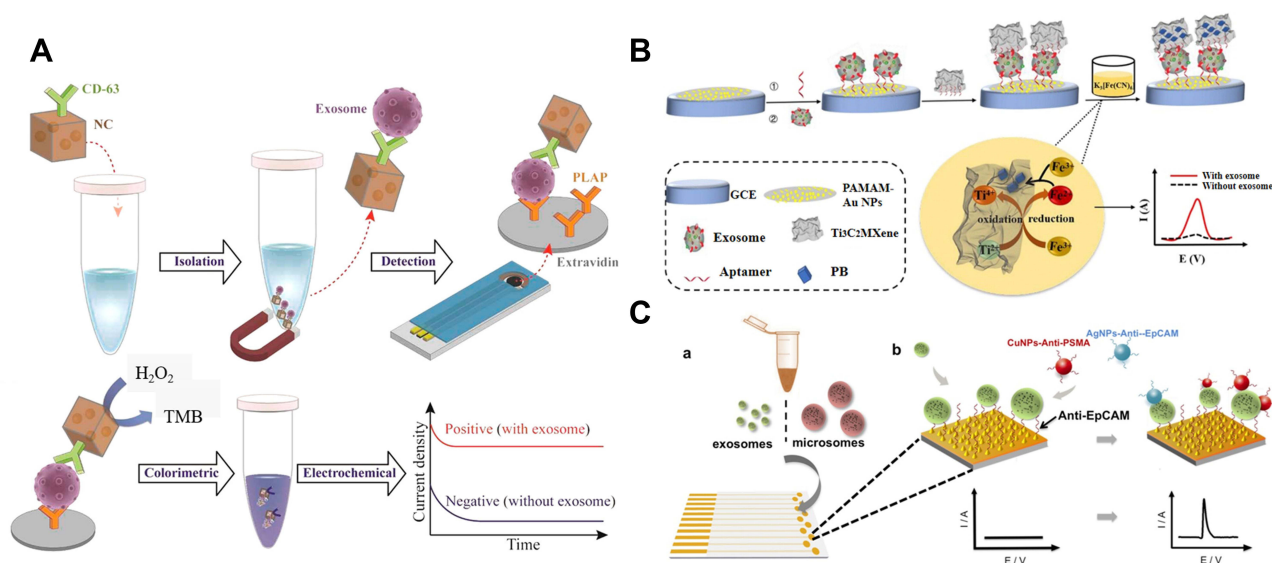 A
CD-63
NC
Exosome
PLAP
Isolation
Detection
Extravidin
H₂O₂
TMB
Colorimetric
Electrochemical
Current density
Positive (with exosome)
Negative (without exosome)
Time
B
①
②
K₃[Fe(CN)₆
GCE
PAMAM-
Au NPs
Exosome
Ti3C2MXene
Aptamer
PB
Fe³⁺
Ti⁴⁺
Fe²⁺
oxidation
reduction
Fe³⁺
With exosome
Without exosome
I (A)
E (V)
C
a
exosomes
microsomes
b
CuNPs-Anti-PSMA
AgNPs-Anti--EpCAM
Anti-EpCAM
I / A
E / V
I / A
E / V